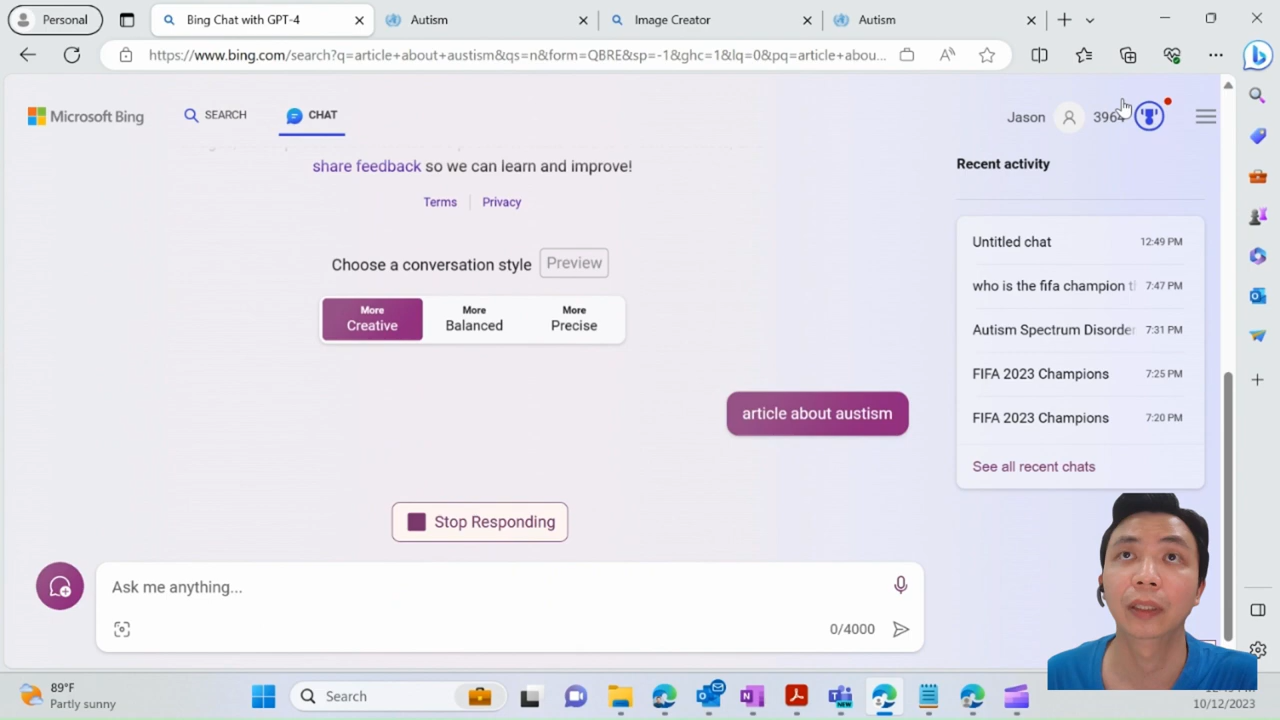 Personal
Bing Chat with GPT-4
Autism
Image Creator
Autism
https://www.bing.com/search?q=article+about+austism&qs=n&form=QBRE&sp=-1&ghc=1&lq=0&pq=article+abou...
Microsoft Bing
SEARCH
CHAT
Jason
3964
share feedback so we can learn and improve!
Terms
Privacy
Choose a conversation style
Preview
More
Creative
More
Balanced
More
Precise
article about austism
Stop Responding
Ask me anything...
0/4000
Recent activity
Untitled chat
12:49 PM
who is the fifa champion
7:47 PM
Autism Spectrum Disorder
7:31 PM
FIFA 2023 Champions
7:25 PM
FIFA 2023 Champions
7:20 PM
See all recent chats
89°F
Partly sunny
Search
NEW
10/12/2023